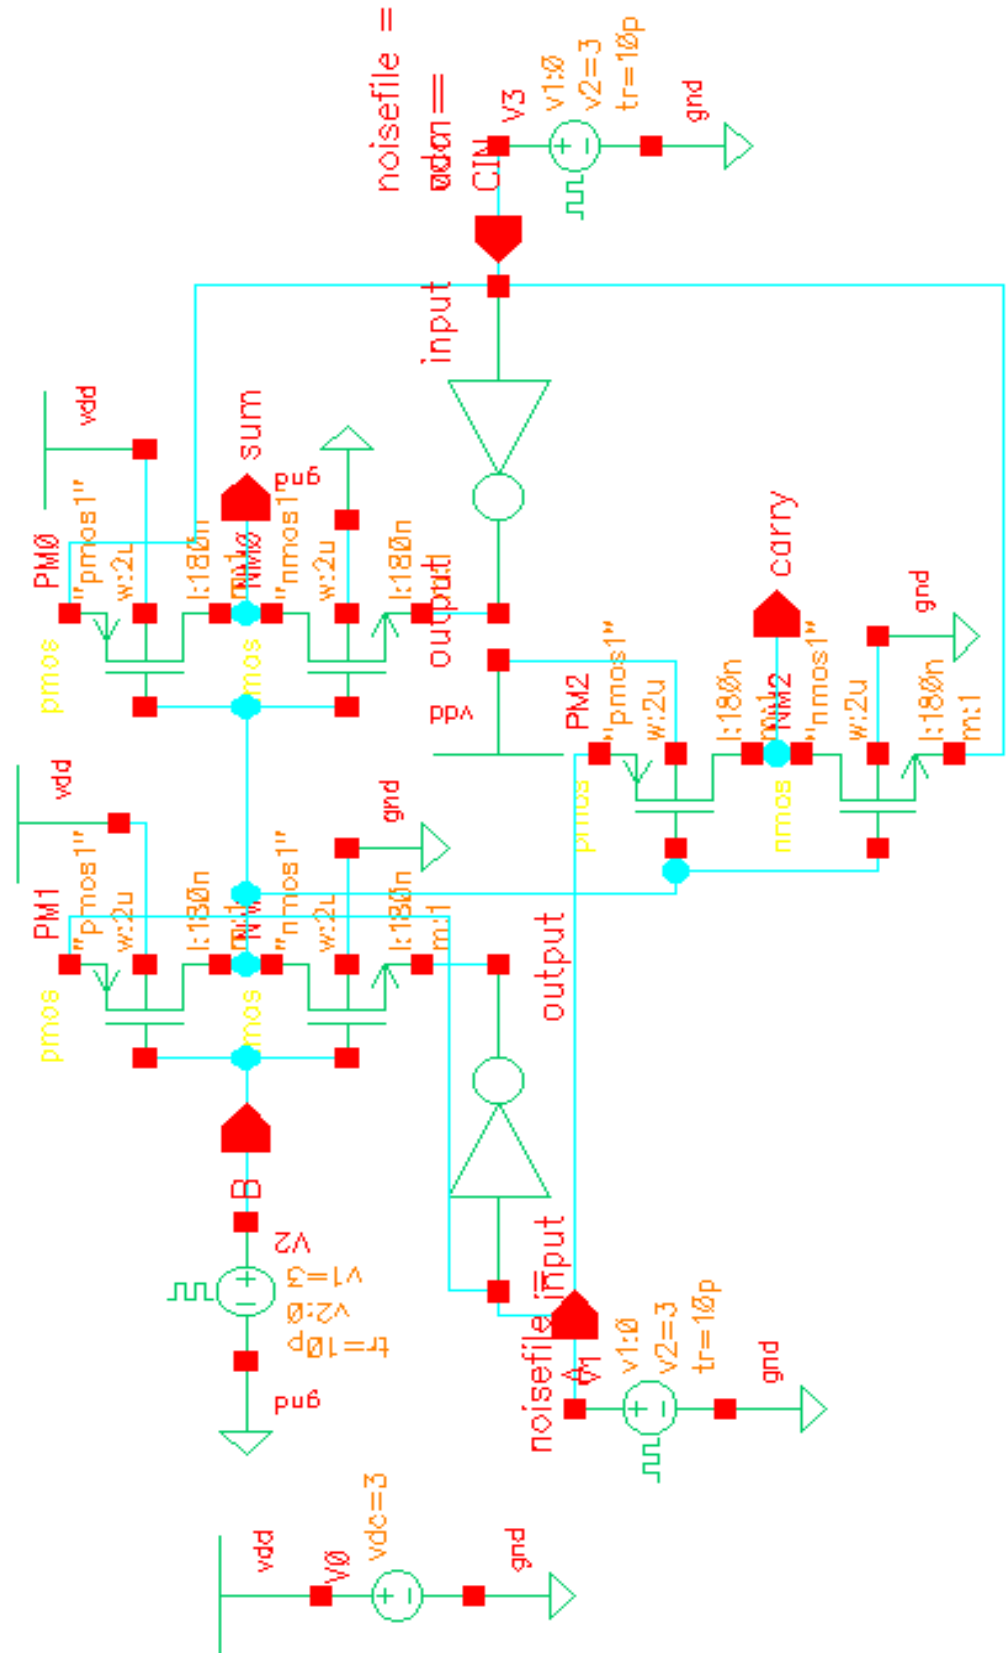 noisefile =
V3
v1:0
v2=3
tr=10p
gnd
CIN
input
vdd
sum
gnd
PM0
"pmos1"
w:2u
l:180n
NM0
"nmos1"
w:2u
l:180n
pmos
output
vdd
PM2
"pmos1"
w:2u
l:180n
m:1
NM2
"nmos1"
w:2u
l:180n
m:1
pmos
nmos
carry
gnd
vdd
gnd
PM1
"pmos1"
w:2u
l:180n
"nmos1"
w:2u
l:180n
m:1
pmos
output
B
V2
v1=3
v2:0
tr=10p
gnd
input
noisefile =
v1:0
v2=3
tr=10p
gnd
vdd
V0
vdc=3
gnd